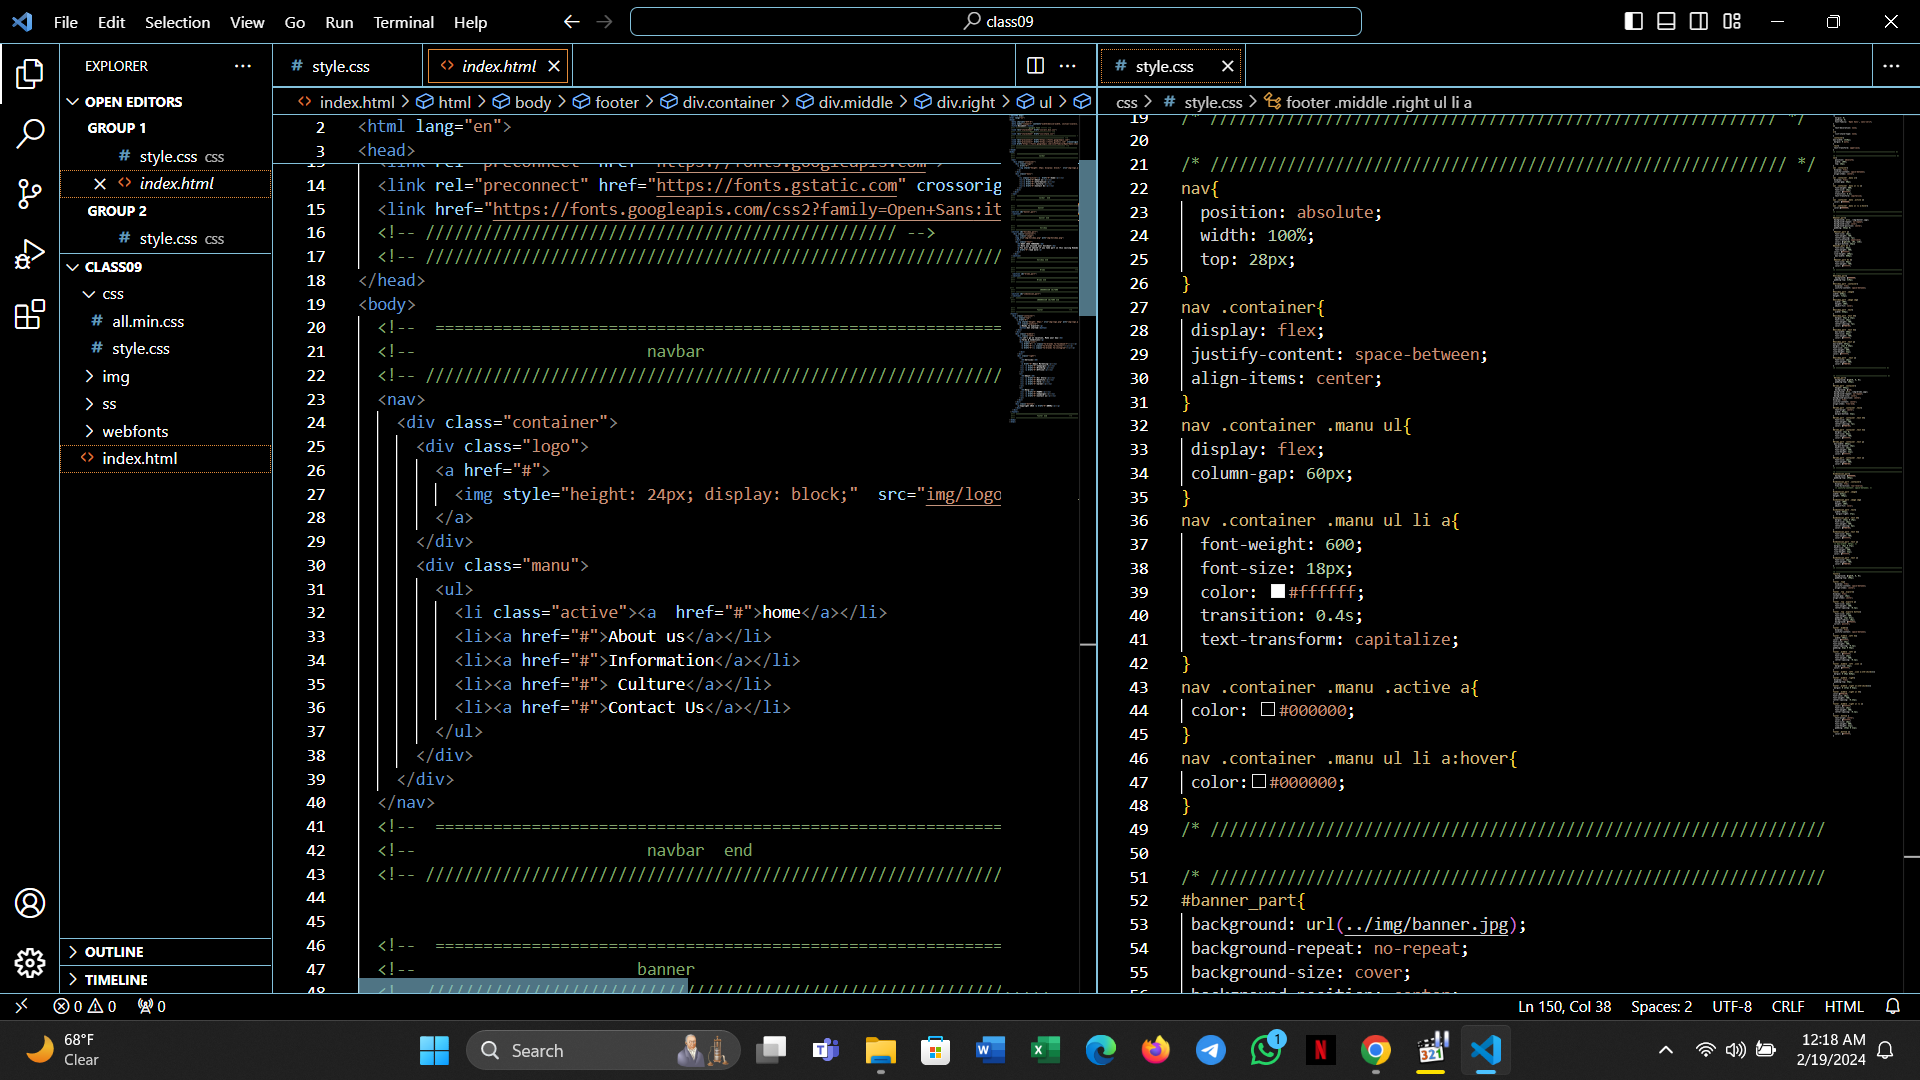 File Edit Selection View Go Run Terminal Help
class09
EXPLORER
OPEN EDITORS
GROUP 1
# style.css css
<> index.html
GROUP 2
# style.css css
CLASS09
css
# all.min.css
# style.css
img
ss
webfonts
<> index.html
OUTLINE
TIMELINE
# style.css
<> index.html
<> index.html > html > body > footer > div.container > div.middle > div.right > ul >
2 <html lang="en">
3 <head>
14 <link rel="preconnect" href="https://fonts.gstatic.com" crossorig
15 <link href="https://fonts.googleapis.com/css2?family=Open+Sans:it
16 <!-- ///////////////////////////////////////////////// -->
17 <!-- ////////////////////////////////////////////////////////////
18 </head>
19 <body>
20 <!-- ===========================================================
21 <!-- navbar
22 <!-- ////////////////////////////////////////////////////////////
23 <nav>
24 <div class="container">
25 <div class="logo">
26 <a href="#">
27 <img style="height: 24px; display: block;" src="img/logo
28 </a>
29 </div>
30 <div class="manu">
31 <ul>
32 <li class="active"><a href="#">home</a></li>
33 <li><a href="#">About us</a></li>
34 <li><a href="#">Information</a></li>
35 <li><a href="#"> Culture</a></li>
36 <li><a href="#">Contact Us</a></li>
37 </ul>
38 </div>
39 </div>
40 </nav>
41 <!-- ===========================================================
42 <!-- navbar end
43 <!-- ////////////////////////////////////////////////////////////
44
45
46 <!-- ===========================================================
47 <!-- banner
48
# style.css
css > # style.css > footer .middle .right ul li a
19 /* /////////////////////////////////////////////////////////// */
20
21 /* //////////////////////////////////////////////////////////// */
22 nav{
23 position: absolute;
24 width: 100%;
25 top: 28px;
26 }
27 nav .container{
28 display: flex;
29 justify-content: space-between;
30 align-items: center;
31 }
32 nav .container .manu ul{
33 display: flex;
34 column-gap: 60px;
35 }
36 nav .container .manu ul li a{
37 font-weight: 600;
38 font-size: 18px;
39 color: #ffffff;
40 transition: 0.4s;
41 text-transform: capitalize;
42 }
43 nav .container .manu .active a{
44 color: #000000;
45 }
46 nav .container .manu ul li a:hover{
47 color:#000000;
48 }
49 /* ////////////////////////////////////////////////////////////////
50
51 /* ////////////////////////////////////////////////////////////////
52 #banner_part{
53 background: url(../img/banner.jpg);
54 background-repeat: no-repeat;
55 background-size: cover;
0 0 0
Ln 150, Col 38 Spaces: 2 UTF-8 CRLF HTML
68°F
Clear
Search
1
321
12:18 AM
2/19/2024